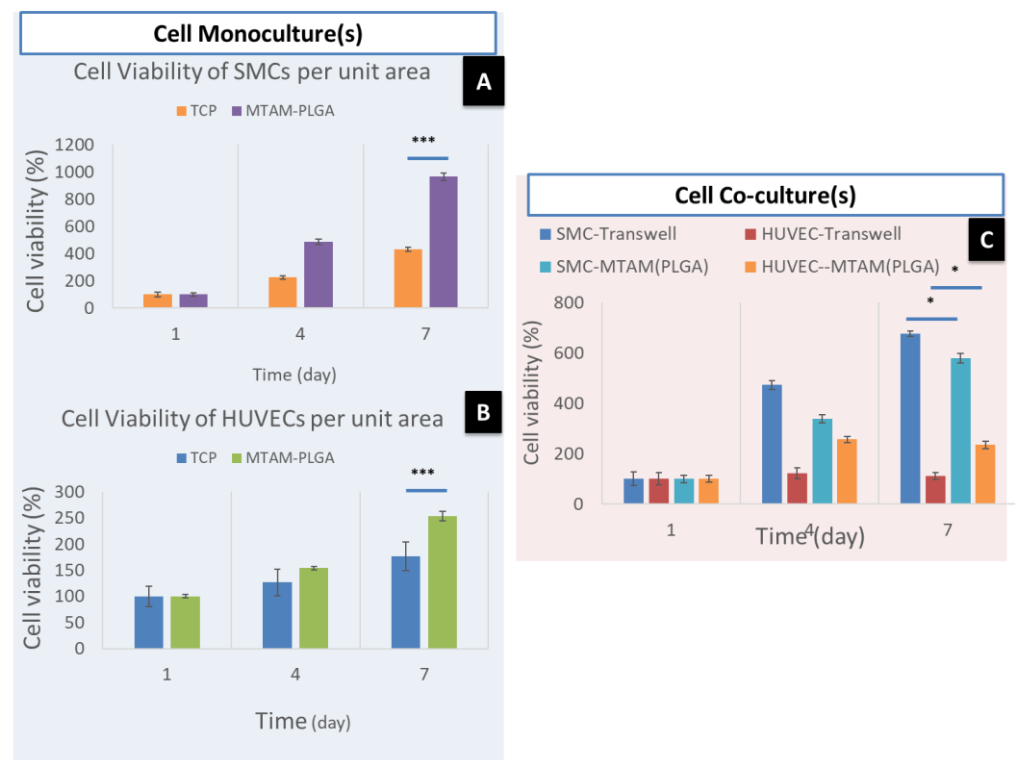 Cell Monoculture(s)
Cell Viability of SMCs per unit area
A
TCP MTAM-PLGA
***
Cell viability (%)
1200
1000
800
600
400
200
0
1 4 7
Time (day)
Cell Viability of HUVECs per unit area
B
TCP MTAM-PLGA
***
Cell viability (%)
300
250
200
150
100
50
0
1 4 7
Time (day)
Cell Co-culture(s)
C
SMC-Transwell HUVEC-Transwell
SMC-MTAM(PLGA) HUVEC--MTAM(PLGA)
*
*
Cell viability (%)
800
600
400
200
0
1 4 7
Time (day)